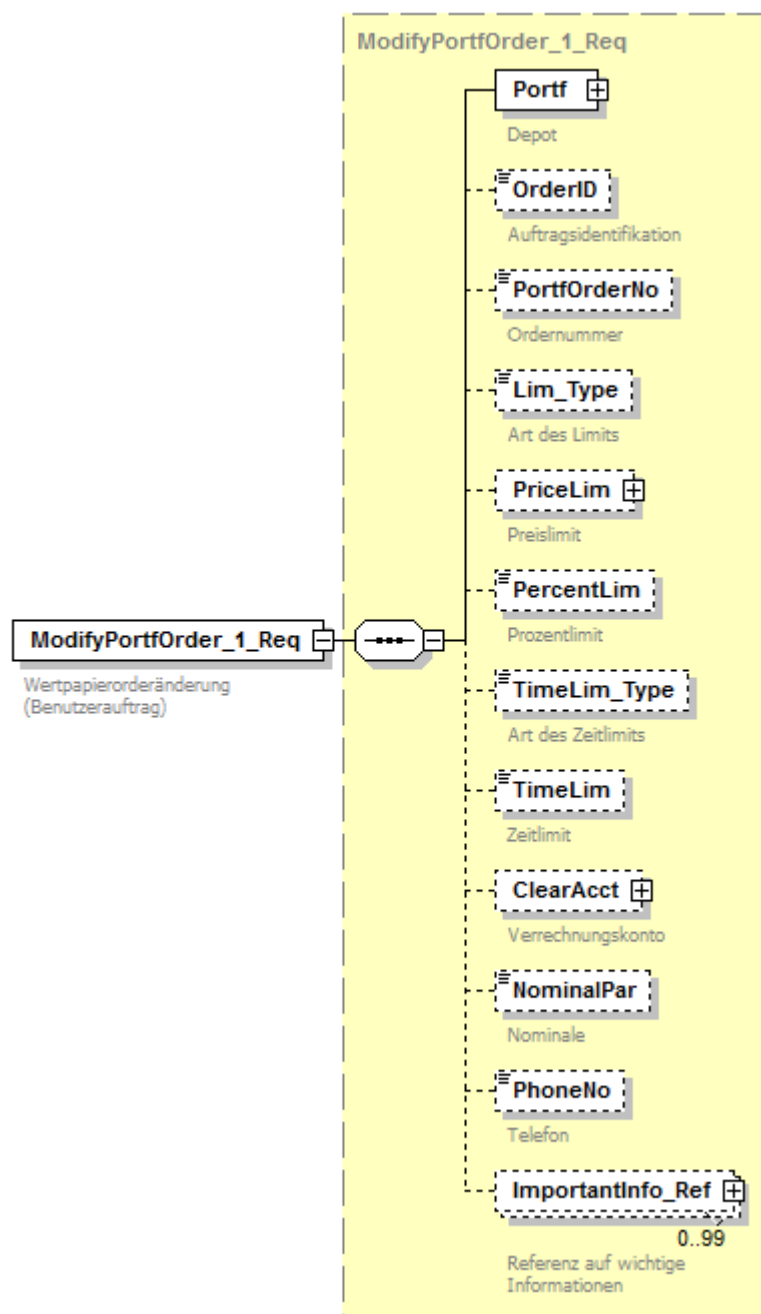 ModifyPortfOrder_1_Req
Portf
Depot
OrderID
Auftragsidentifikation
PortfOrderNo
Ordernummer
Lim_Type
Art des Limits
PriceLim
Preislimit
PercentLim
Prozentlimit
ModifyPortfOrder_1_Req
Wertpapierorderänderung
(Benutzerauftrag)
TimeLim_Type
Art des Zeitlimits
TimeLim
Zeitlimit
ClearAcct
Verrechnungskonto
NominalPar
Nominale
PhoneNo
Telefon
ImportantInfo_Ref
0..99
Referenz auf wichtige
Informationen